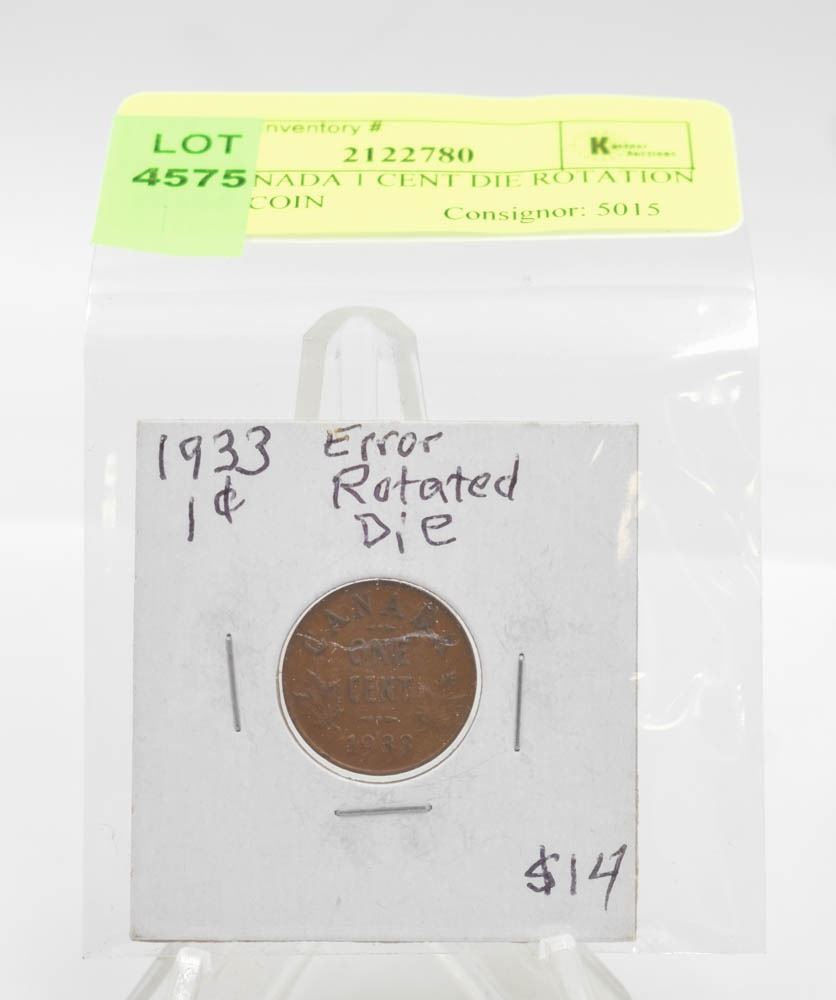 LOT
4575
nventory #
2122780
NADA 1 CENT DIE ROTATION
COIN
Consignor: 5015
1933 Error
1¢ Rotated
Die
CANADA
ONE
CENT
1933
$14